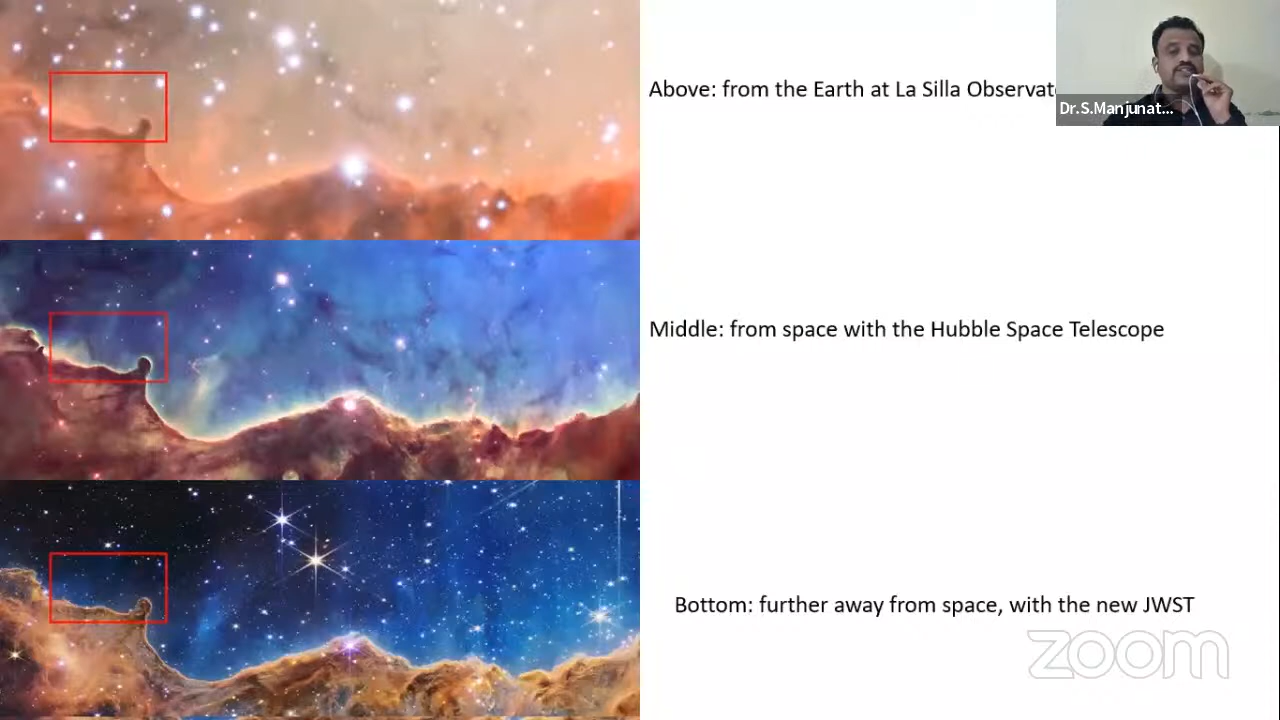 Above: from the Earth at La Silla Observat
Dr.S.Manjunat...
Middle: from space with the Hubble Space Telescope
Bottom: further away from space, with the new JWST
zoom